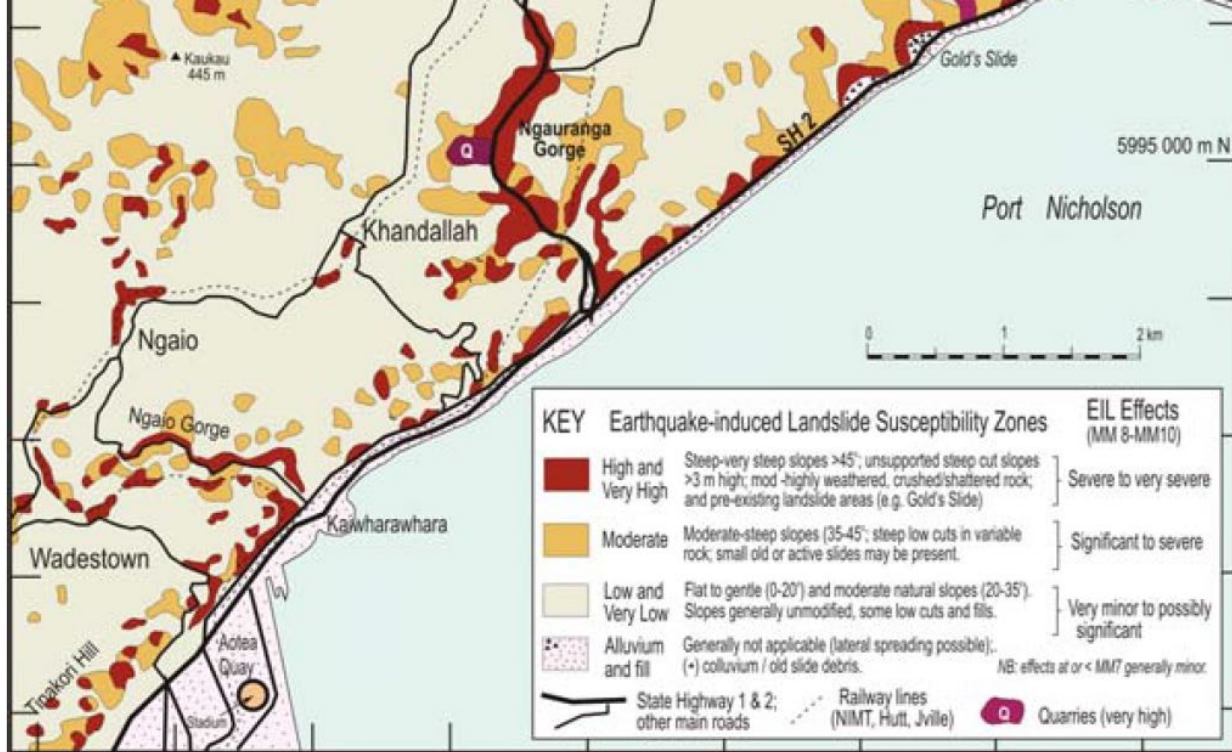 Kaukau
445 m
Gold's Slide
Ngauranga
Gorge
Q
SH 2
5995 000 m N
Port Nicholson
Khandallah
Ngaio
0 1 2 km
Ngaio Gorge
Kaiwharawhara
Wadestown
Aotea
Quay
Tinakori Hill
Stadium
KEY Earthquake-induced Landslide Susceptibility Zones EIL Effects
(MM 8-MM10)
High and
Very High
Steep-very steep slopes >45°; unsupported steep cut slopes
>3 m high; mod -highly weathered, crushed/shattered rock;
and pre-existing landslide areas (e.g. Gold's Slide)
Severe to very severe
Moderate
Moderate-steep slopes (35-45°; steep low cuts in variable
rock; small old or active slides may be present.
Significant to severe
Low and
Very Low
Flat to gentle (0-20°) and moderate natural slopes (20-35°).
Slopes generally unmodified, some low cuts and fills.
Very minor to possibly
significant
Alluvium
and fill
Generally not applicable (lateral spreading possible);.
(+) colluvium / old slide debris.
NB: effects at or < MM7 generally minor.
State Highway 1 & 2;
other main roads
Railway lines
(NIMT, Hutt, Jville)
Q
Quarries (very high)